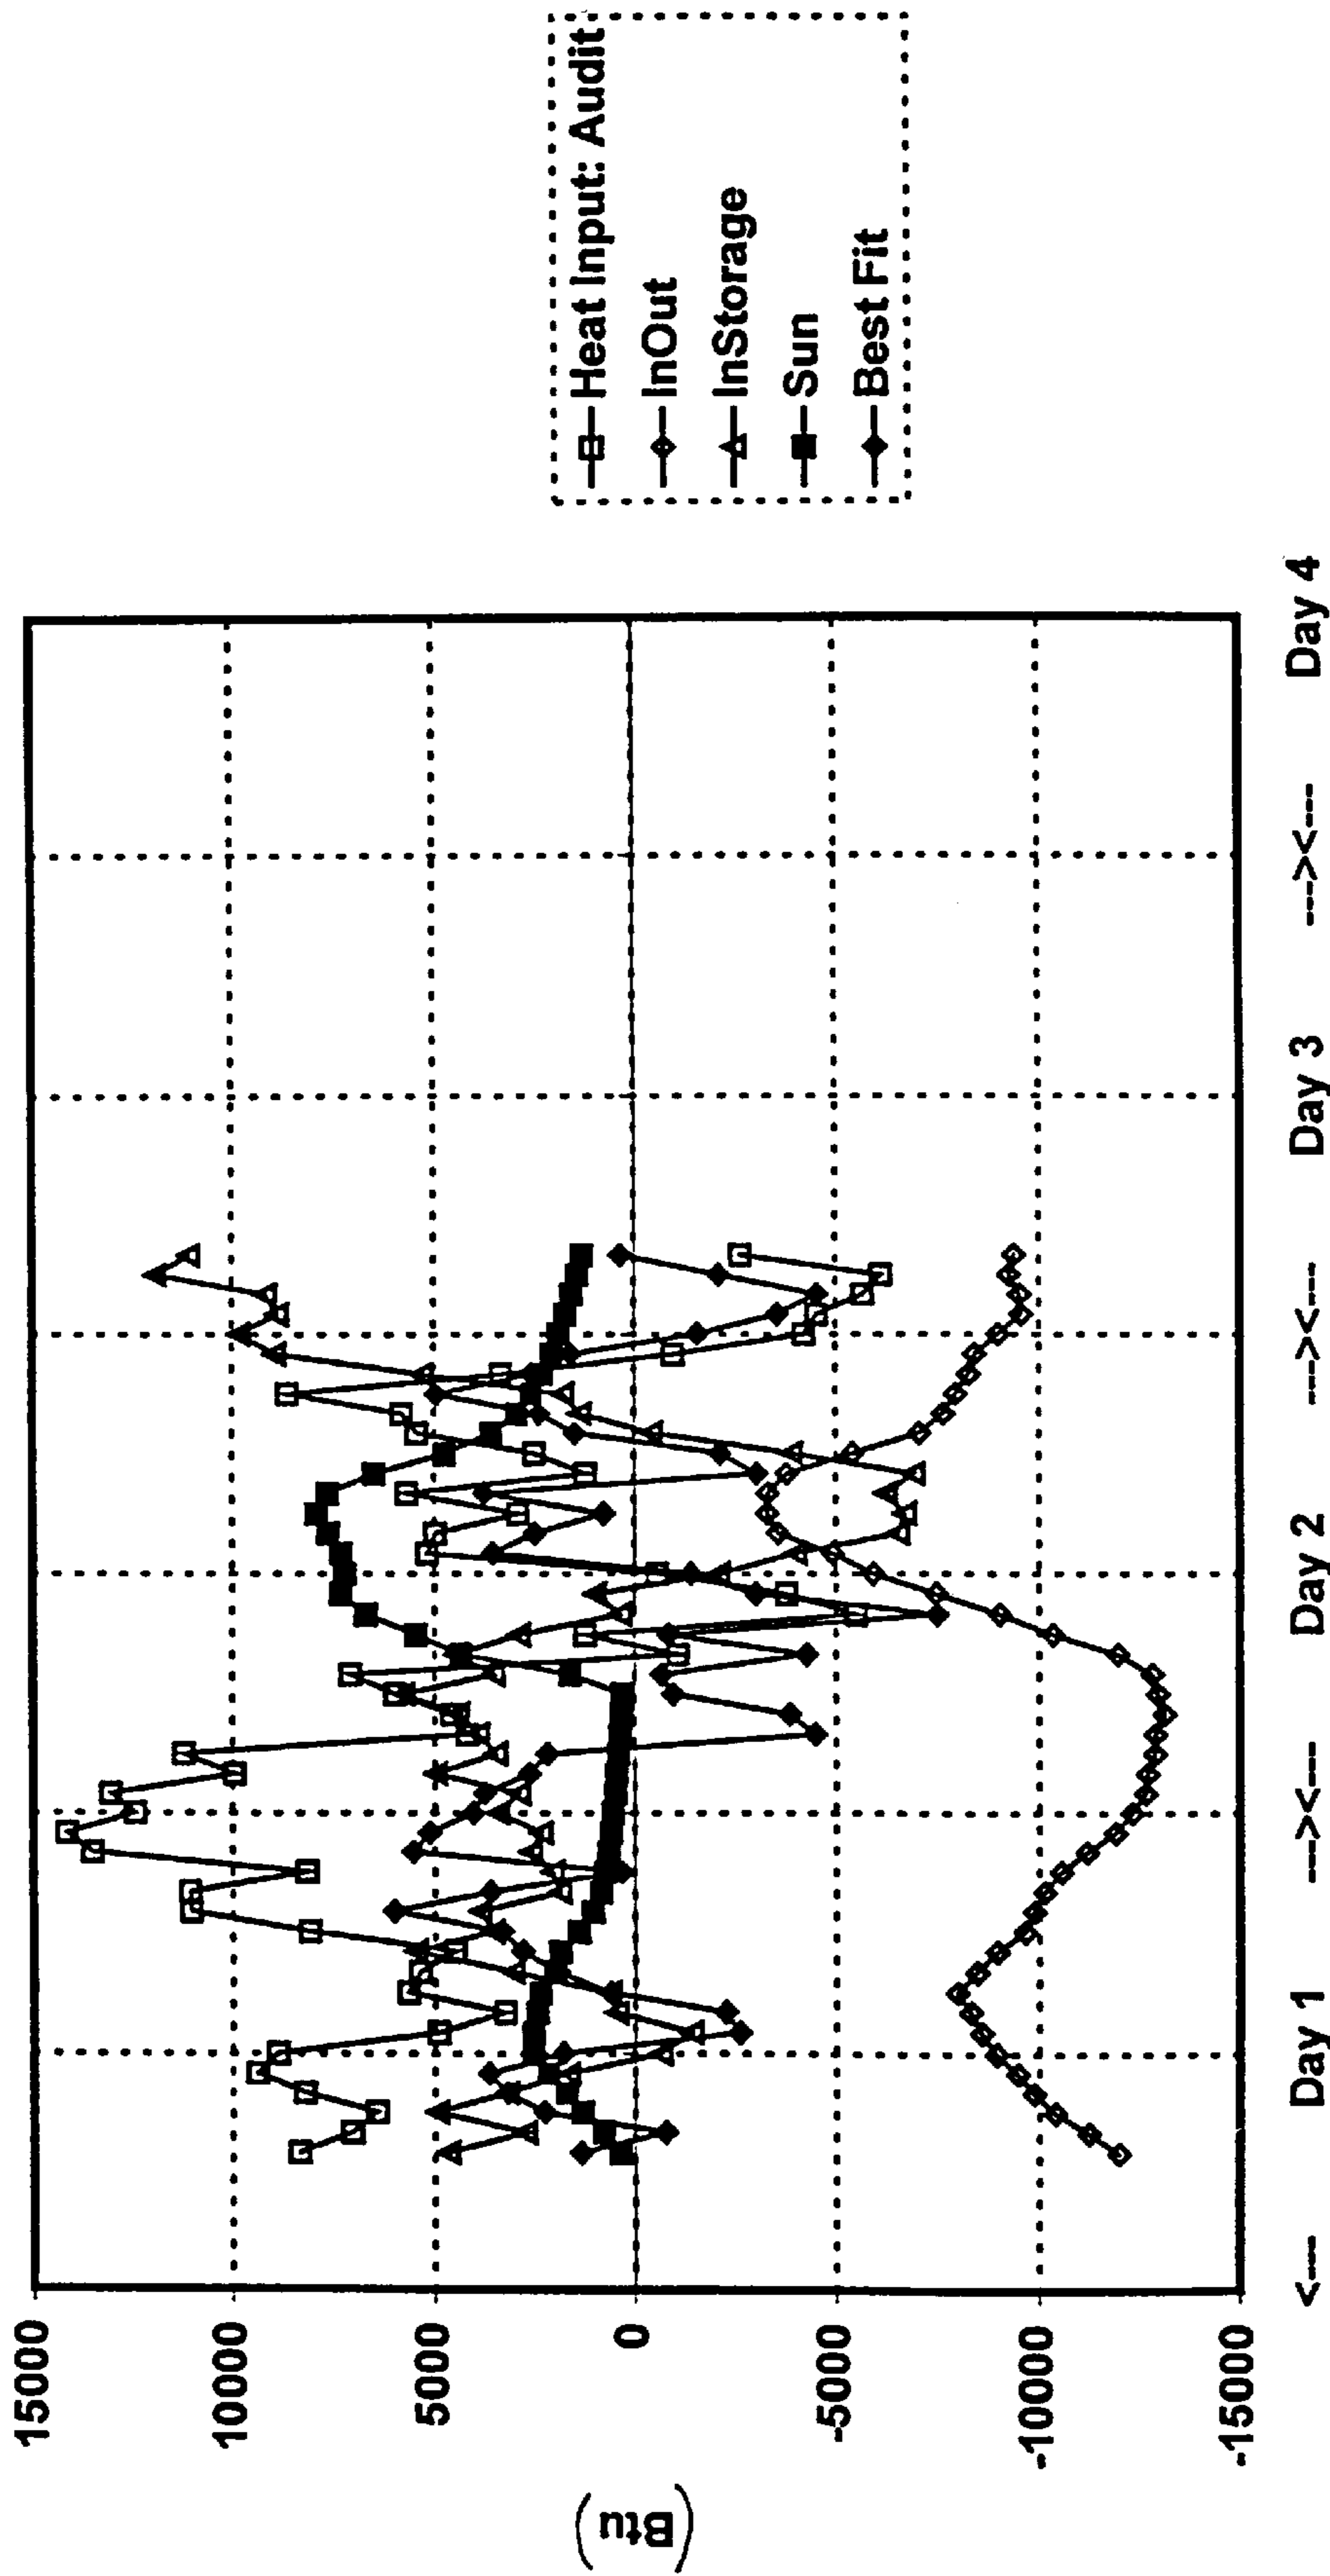 15000
10000
5000
0
-5000
-10000
-15000
(Btu)
<--- Day 1 ---><--- Day 2 ---><--- Day 3 ---><--- Day 4
Heat Input: Audit
InOut
InStorage
Sun
Best Fit